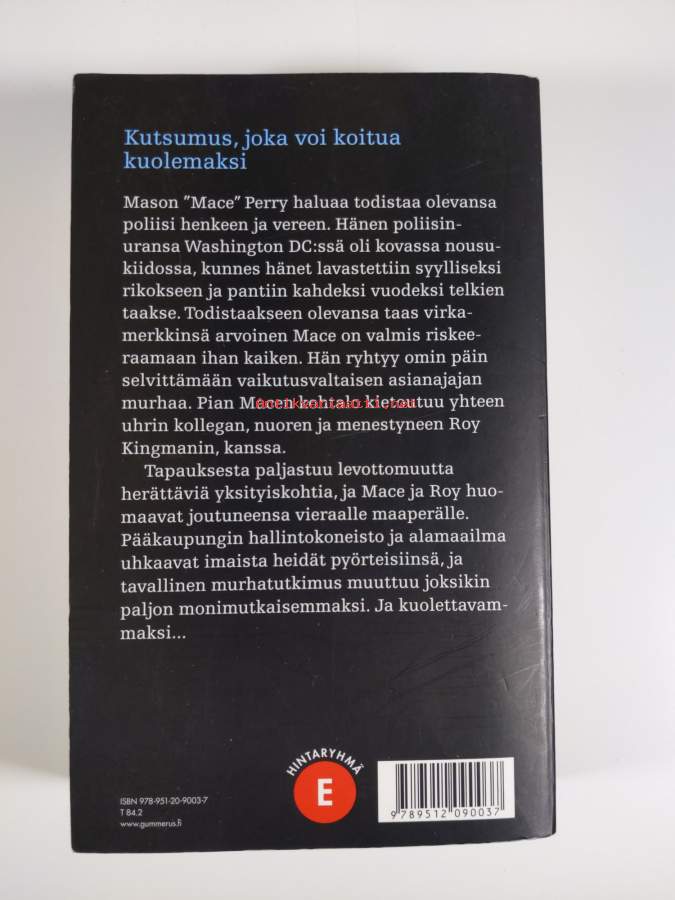 Kutsumus, joka voi koitua
kuolemaksi
Mason "Mace" Perry haluaa todistaa olevansa
poliisi henkeen ja vereen. Hänen poliisin-
uransa Washington DC:ssä oli kovassa nousu-
kiidossa, kunnes hänet lavastettiin syylliseksi
rikokseen ja pantiin kahdeksi vuodeksi telkien
taakse. Todistaakseen olevansa taas virka-
merkkinsä arvoinen Mace on valmis riskee-
raamaan ihan kaiken. Hän ryhtyy omin päin
selvittämään vaikutusvaltaisen asianajajan
murhaa. Pian Macen kohtalo kietoutuu yhteen
uhrin kollegan, nuoren ja menestyneen Roy
Kingmanin, kanssa.
Tapauksesta paljastuu levottomuutta
herättäviä yksityiskohtia, ja Mace ja Roy huo-
maavat joutuneensa vieraalle maaperälle.
Pääkaupungin hallintokoneisto ja alamaailma
uhkaavat imaista heidät pyörteisiinsä, ja
tavallinen murhatutkimus muuttuu joksikin
paljon monimutkaisemmaksi. Ja kuolettavam-
maksi...
HINTARYHMÄ
E
ISBN 978-951-20-9003-7
T 84.2
www.gummerus.fi
9 789512 090037